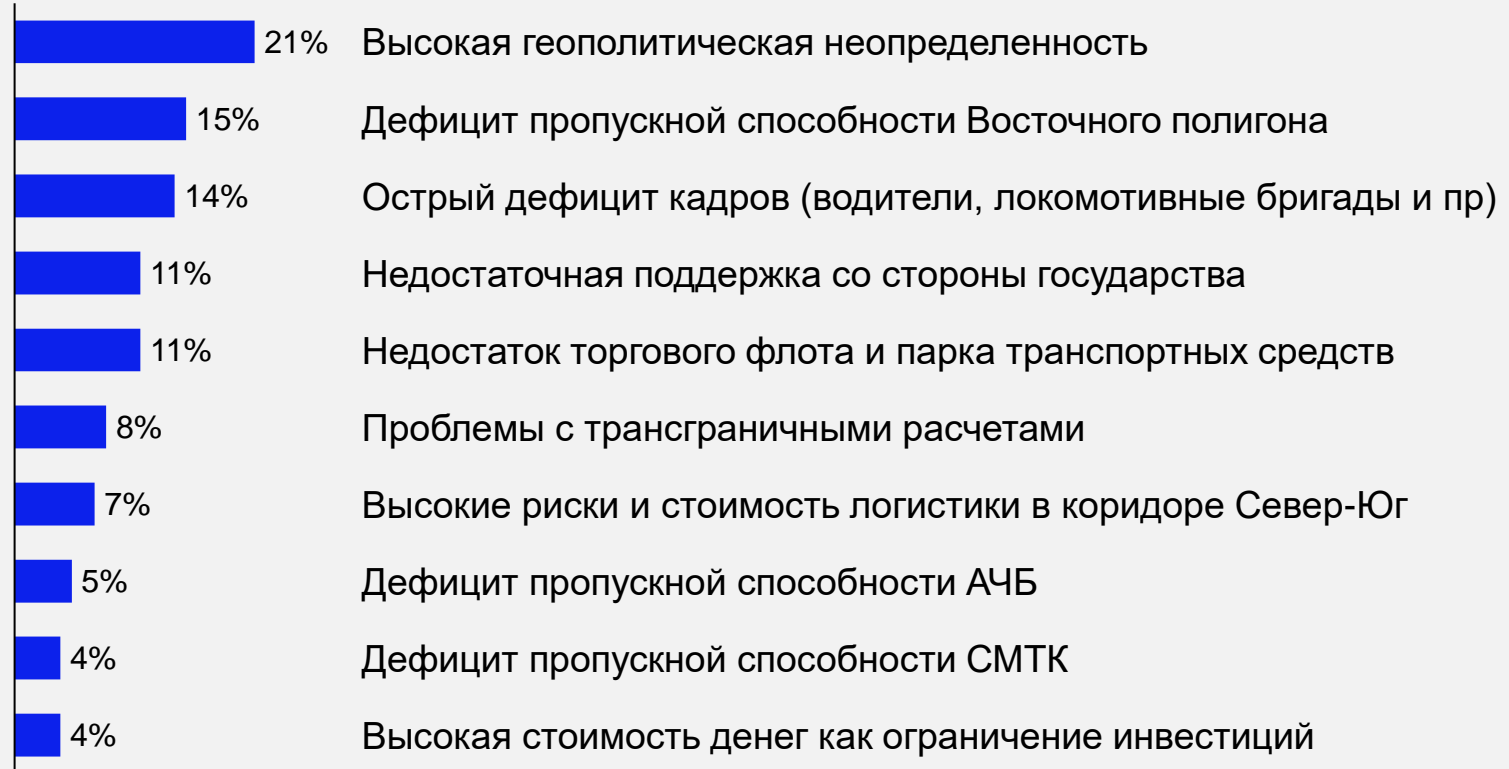 21% Высокая геополитическая неопределенность
15% Дефицит пропускной способности Восточного полигона
14% Острый дефицит кадров (водители, локомотивные бригады и пр)
11% Недостаточная поддержка со стороны государства
11% Недостаток торгового флота и парка транспортных средств
8% Проблемы с трансграничными расчетами
7% Высокие риски и стоимость логистики в коридоре Север-Юг
5% Дефицит пропускной способности АЧБ
4% Дефицит пропускной способности СМТК
4% Высокая стоимость денег как ограничение инвестиций